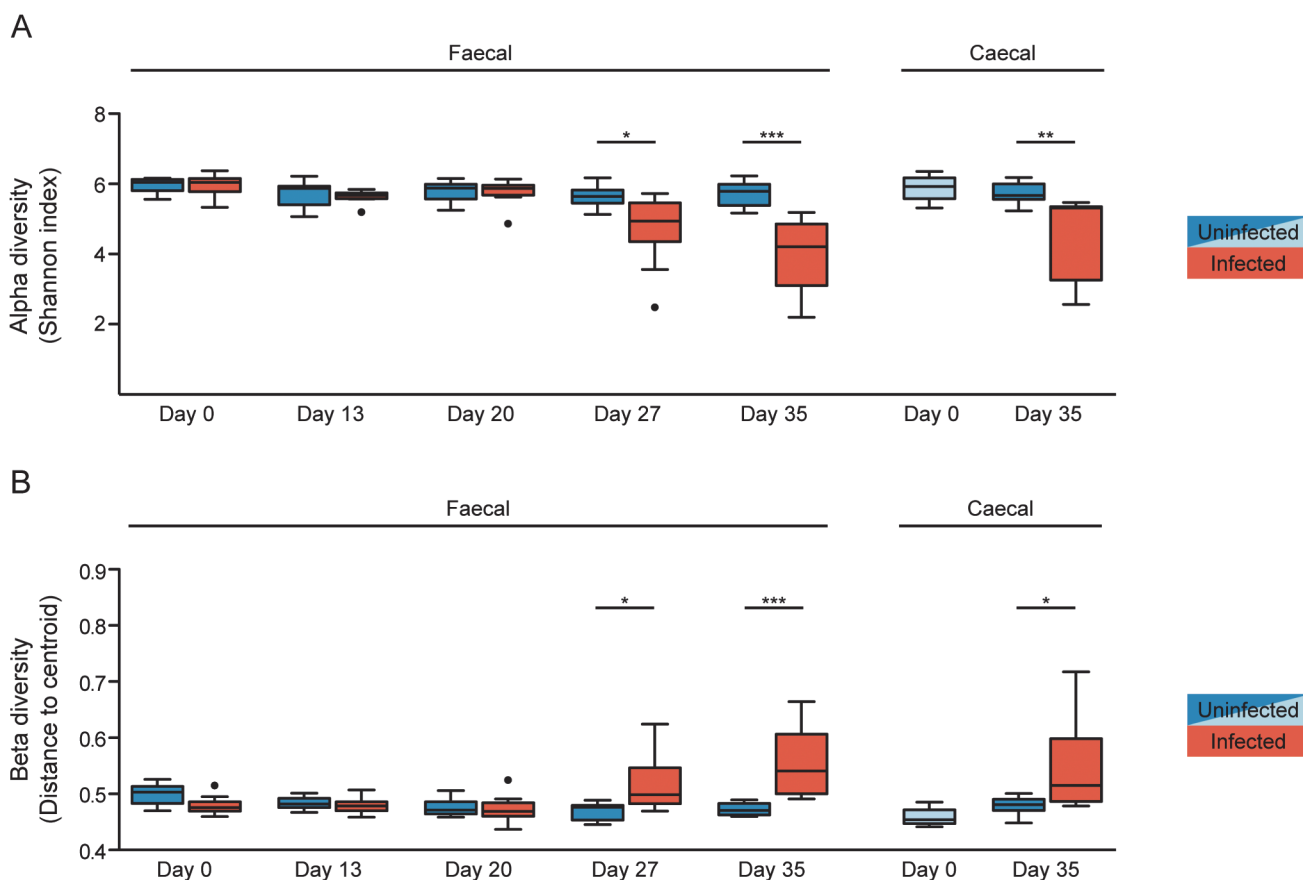 A
Faecal
Caecal
8
6
4
2
Alpha diversity
(Shannon index)
*
***
**
Uninfected
Infected
Day 0
Day 13
Day 20
Day 27
Day 35
Day 0
Day 35
B
Faecal
Caecal
0.9
0.8
0.7
0.6
0.5
0.4
Beta diversity
(Distance to centroid)
*
***
*
Uninfected
Infected
Day 0
Day 13
Day 20
Day 27
Day 35
Day 0
Day 35